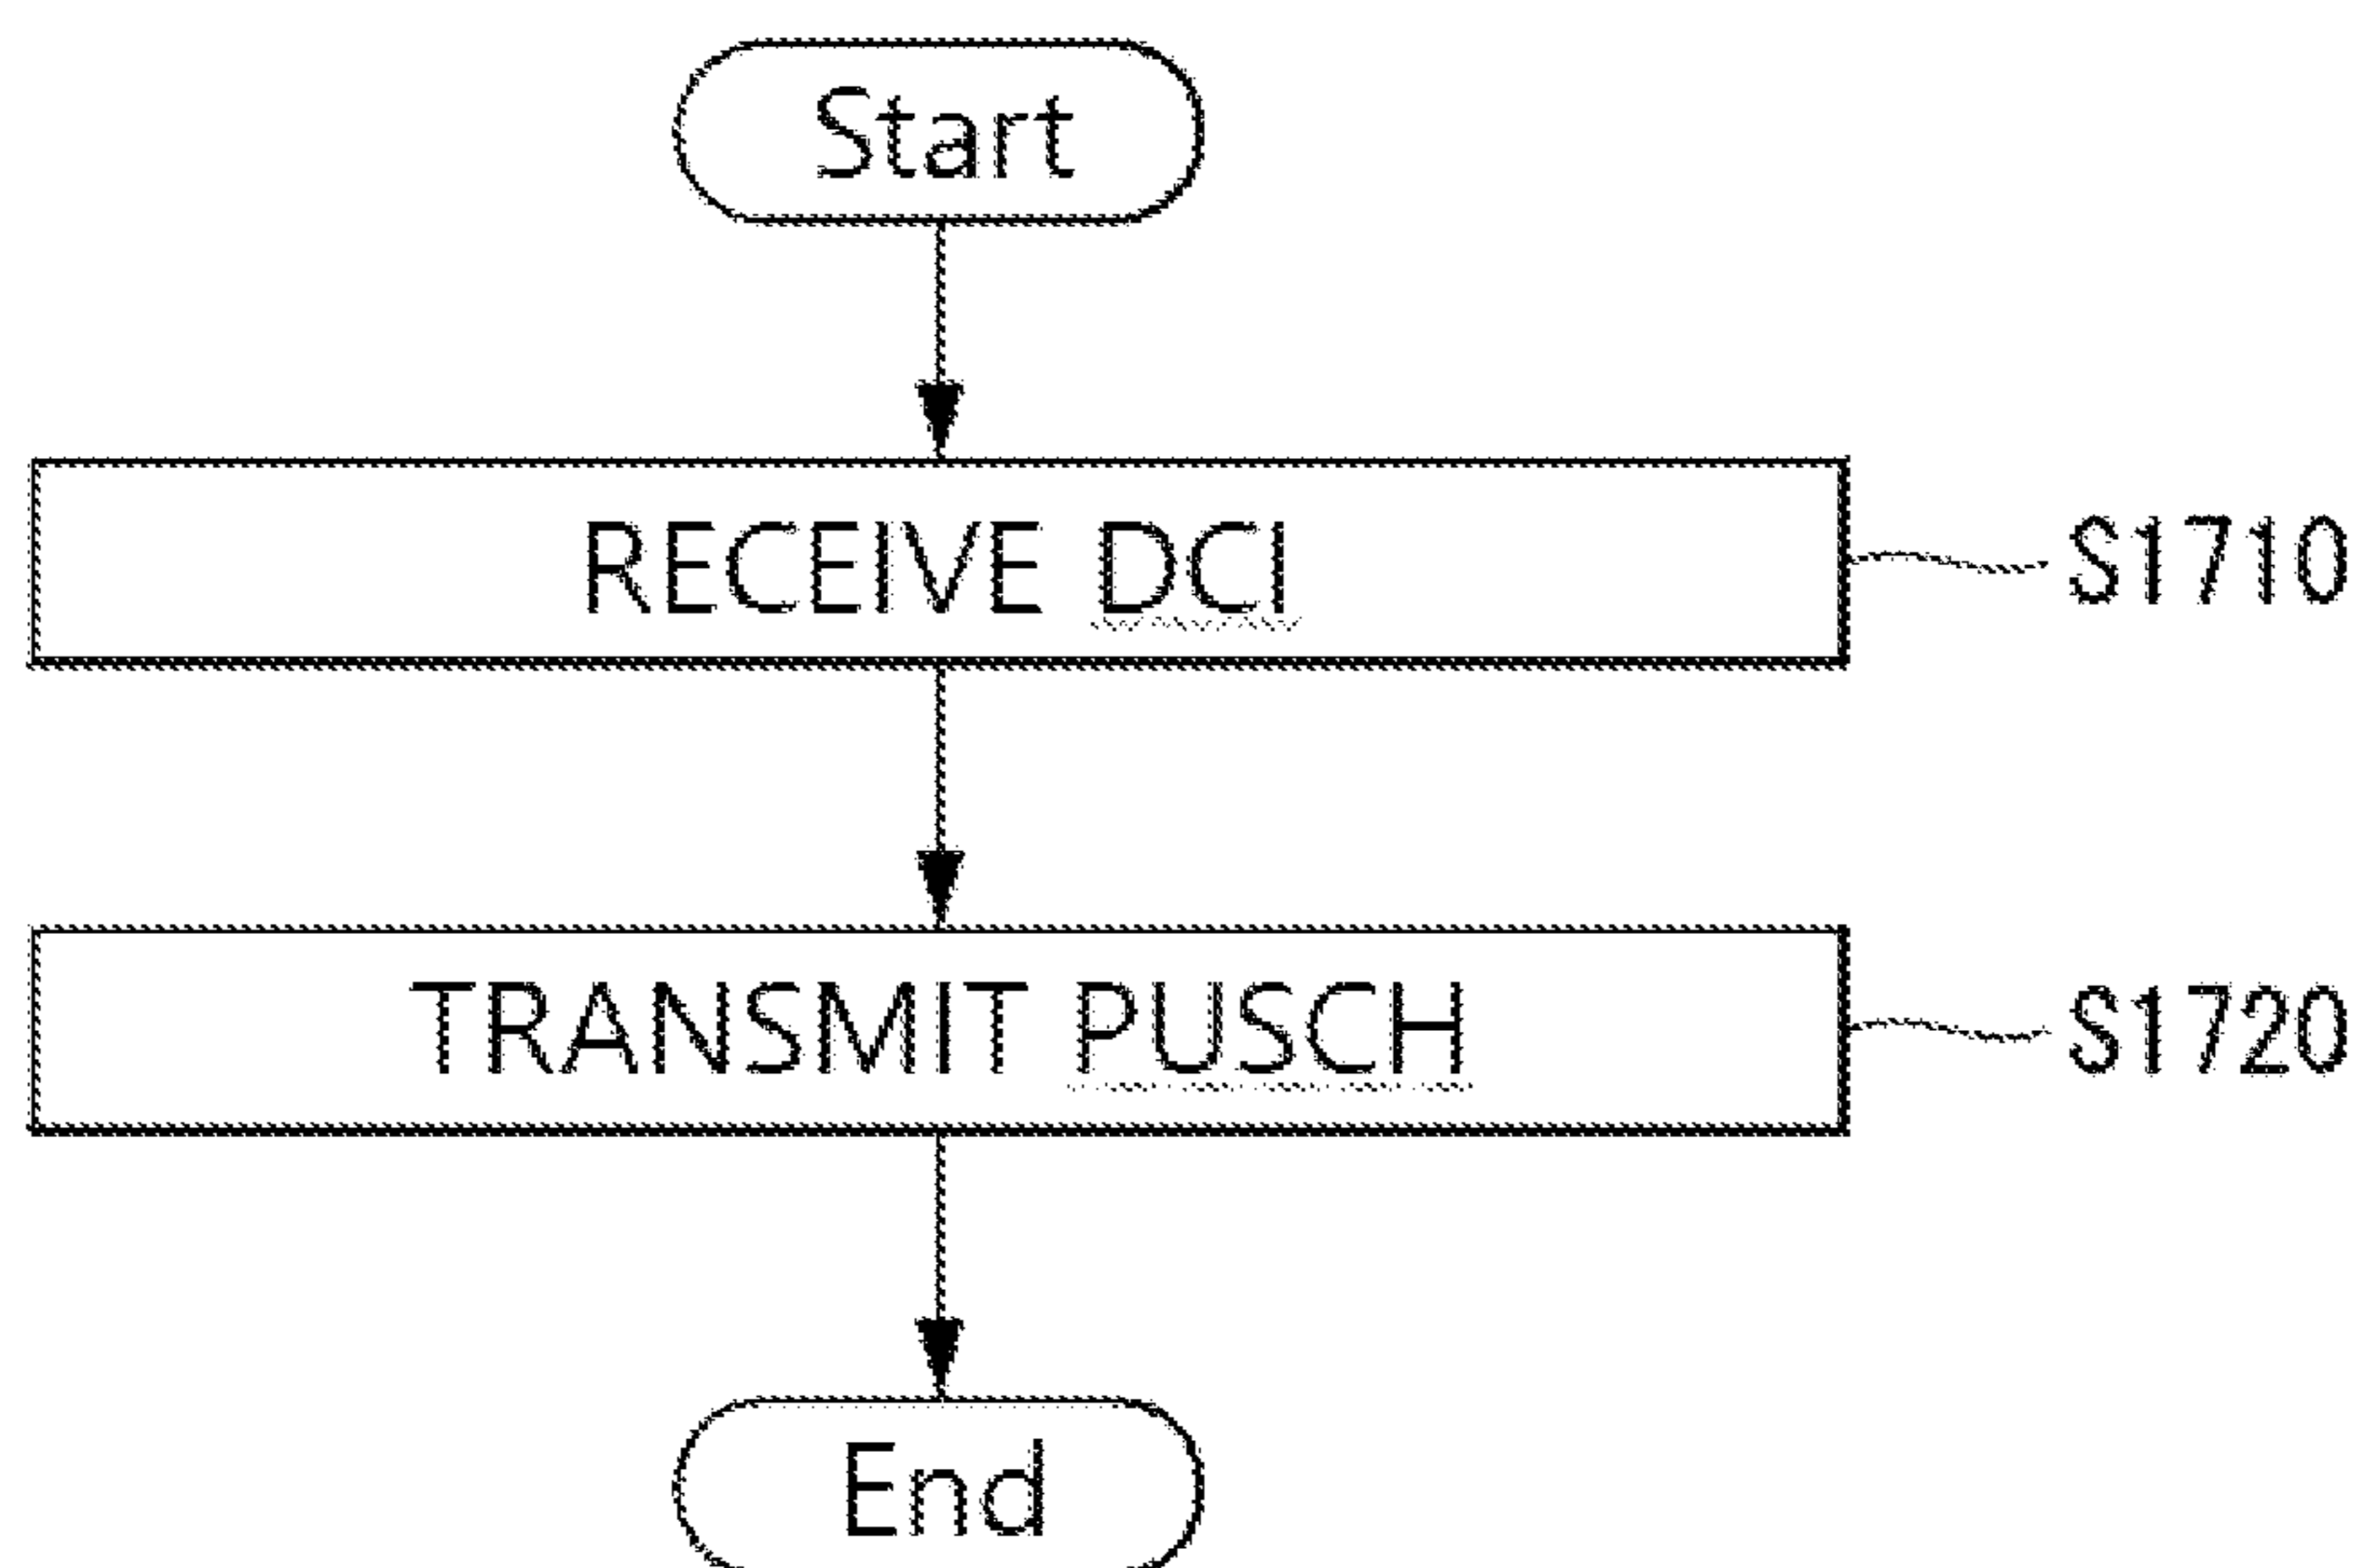 Start
RECEIVE DCI
S1710
TRANSMIT PUSCH
S1720
End